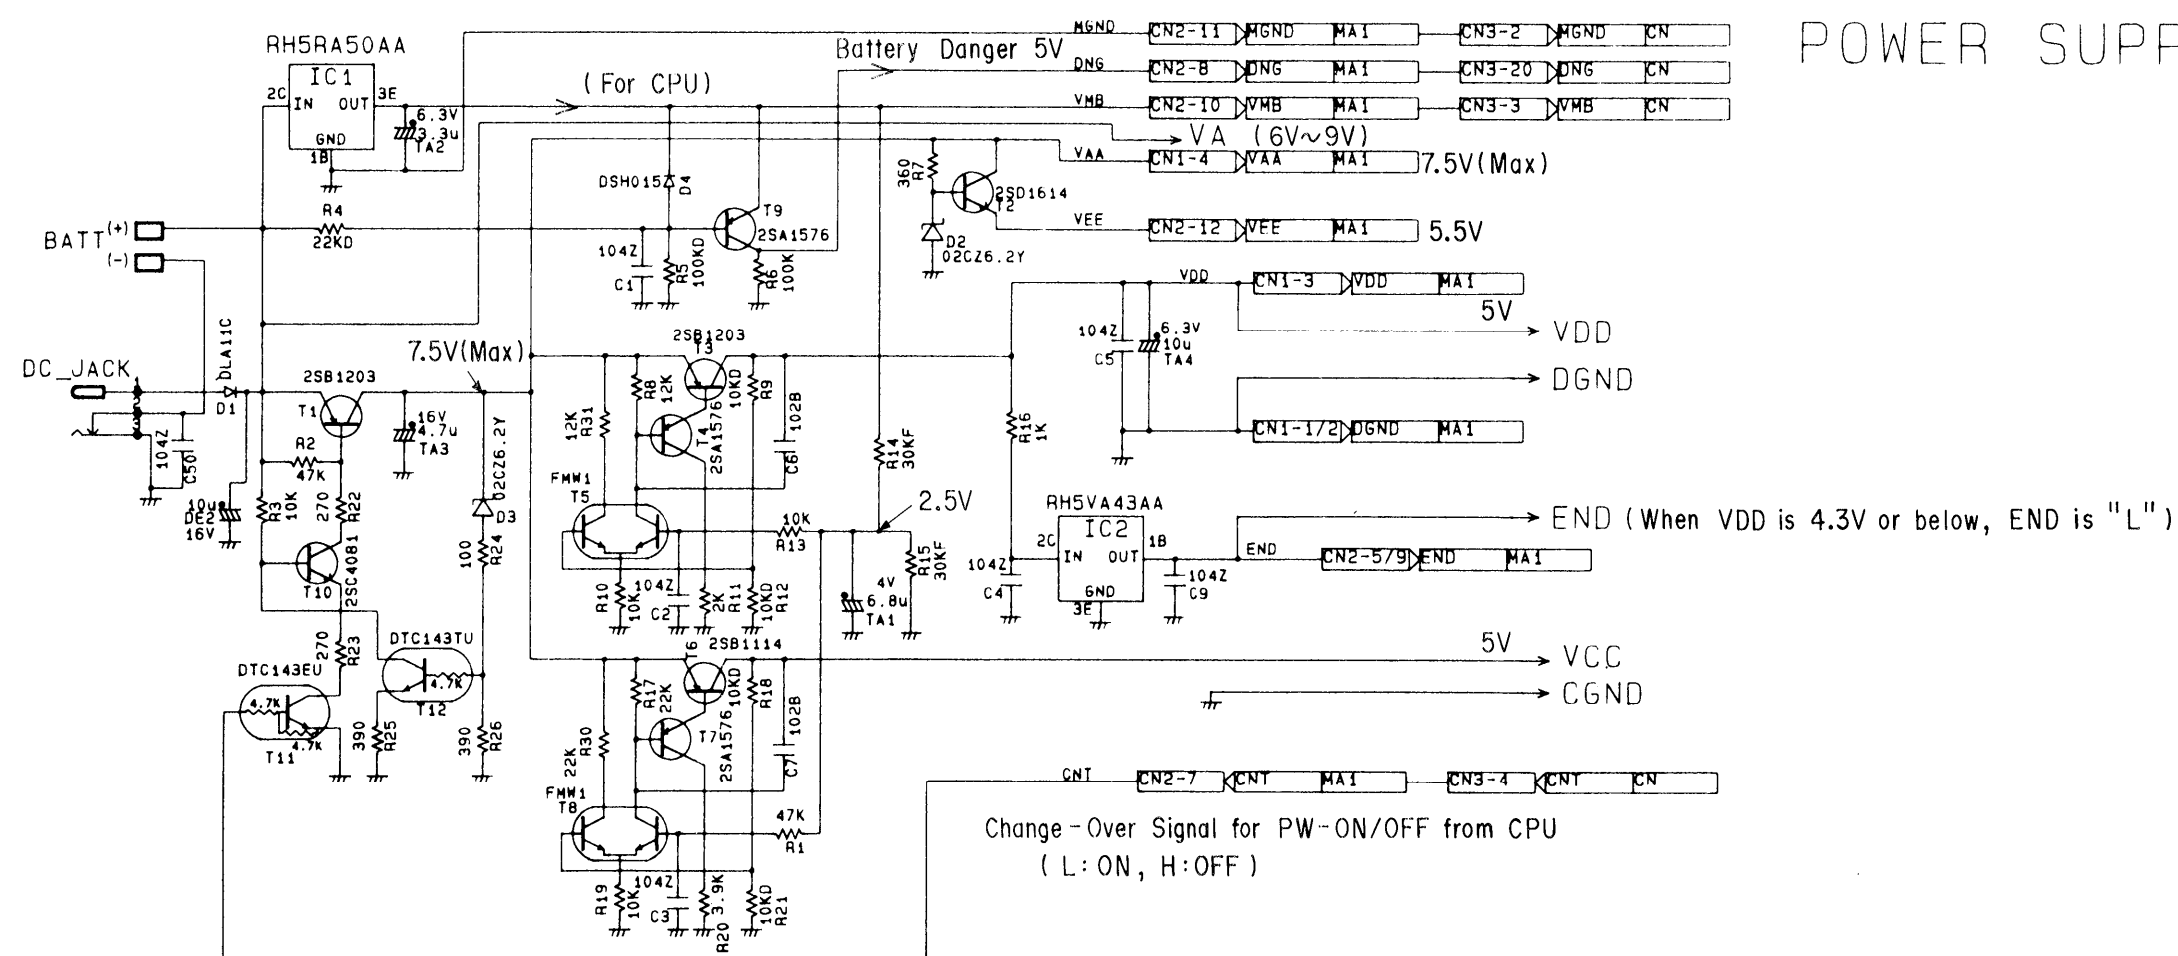 POWER SUPP
RH5RA50AA
IC1
2C IN OUT 3E
GND
1B
6.3V
3.3u
TA2
(For CPU)
Battery Danger 5V
MGND CN2-11 MGND MA1 CN3-2 MGND CN
DNG CN2-8 DNG MA1 CN3-20 DNG CN
VMB CN2-10 VMB MA1 CN3-3 VMB CN
VA (6V~9V)
VAA CN1-4 VAA MA1 7.5V(Max)
VEE CN2-12 VEE MA1 5.5V
360
R7
2SD1614
T2
D2
02CZ6.2Y
DSH015
D4
T9
2SA1576
BATT (+)
(-)
R4
22KD
104Z
C1
R5
100KD
R6
100K
VDD CN1-3 VDD MA1
5V
VDD
104Z
C5
6.3V
10u
TA4
DGND
CN1-1/2 DGND MA1
DC_JACK
DLA11C
D1
104Z
C50
10u
DE2
16V
2SB1203
T1
R2
47K
R3
10K
270
R22
T10
2SC4081
16V
4.7u
TA3
7.5V(Max)
02CZ6.2Y
D3
100
R24
270
R23
DTC143EU
4.7K
4.7K
T11
DTC143TU
4.7K
T12
390
R25
390
R26
2SB1203
T3
R8
12K
12K
R31
T4
2SA1576
10KD
R9
102B
C6
FMW1
T5
10K
R13
R10
10K
104Z
C2
2K
R11
10KD
R12
R14
30KF
2.5V
R15
30KF
4V
6.8u
TA1
R16
1K
RH5VA43AA
IC2
2C IN OUT 1B
GND
3E
104Z
C4
104Z
C9
END (When VDD is 4.3V or below, END is "L")
END CN2-5/9 END MA1
2SB1114
T6
R17
22K
22K
R30
T7
2SA1576
10KD
R18
102B
C7
FMW1
T8
47K
R1
R19
10K
104Z
C3
3.9K
R20
10KD
R21
5V
VCC
CGND
CNT CN2-7 CNT MA1 CN3-4 CNT CN
Change-Over Signal for PW-ON/OFF from CPU
(L:ON, H:OFF)